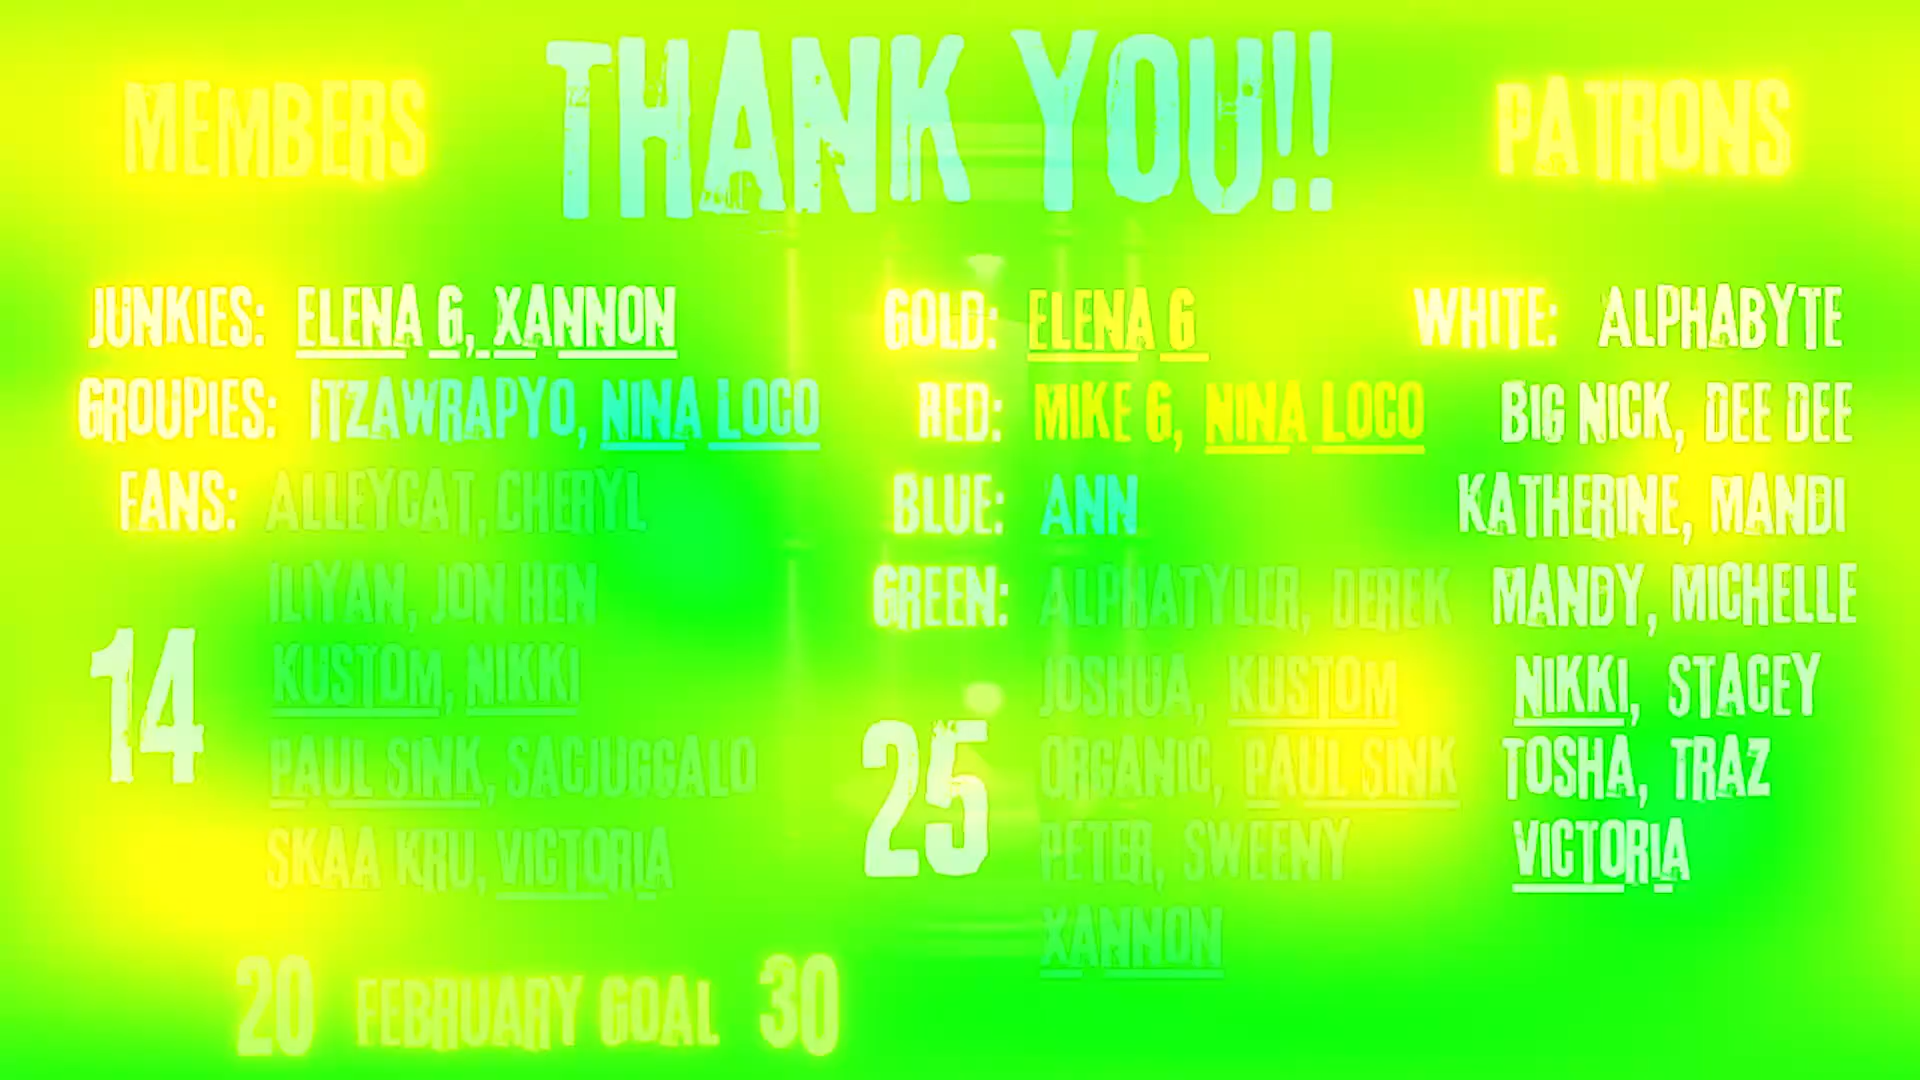 THANK YOU!!
MEMBERS
PATRONS
JUNKIES: ELENA G, XANNON
GROUPIES: ITZAWRAPYO, NINA LOCO
FANS: ALLEYCAT, CHERYL
ILIYAN, JON HEN
KUSTOM, NIKKI
PAUL SINK, SACJUGGALO
SKAA KRU, VICTORIA
14
GOLD: ELENA G
RED: MIKE G, NINA LOCO
BLUE: ANN
GREEN: ALPHATYLER, DEREK
JOSHUA, KUSTOM
ORGANIC, PAUL SINK
PETER, SWEENY
XANNON
25
WHITE: ALPHABYTE
BIG NICK, DEE DEE
KATHERINE, MANDI
MANDY, MICHELLE
NIKKI, STACEY
TOSHA, TRAZ
VICTORIA
20 FEBRUARY GOAL 30